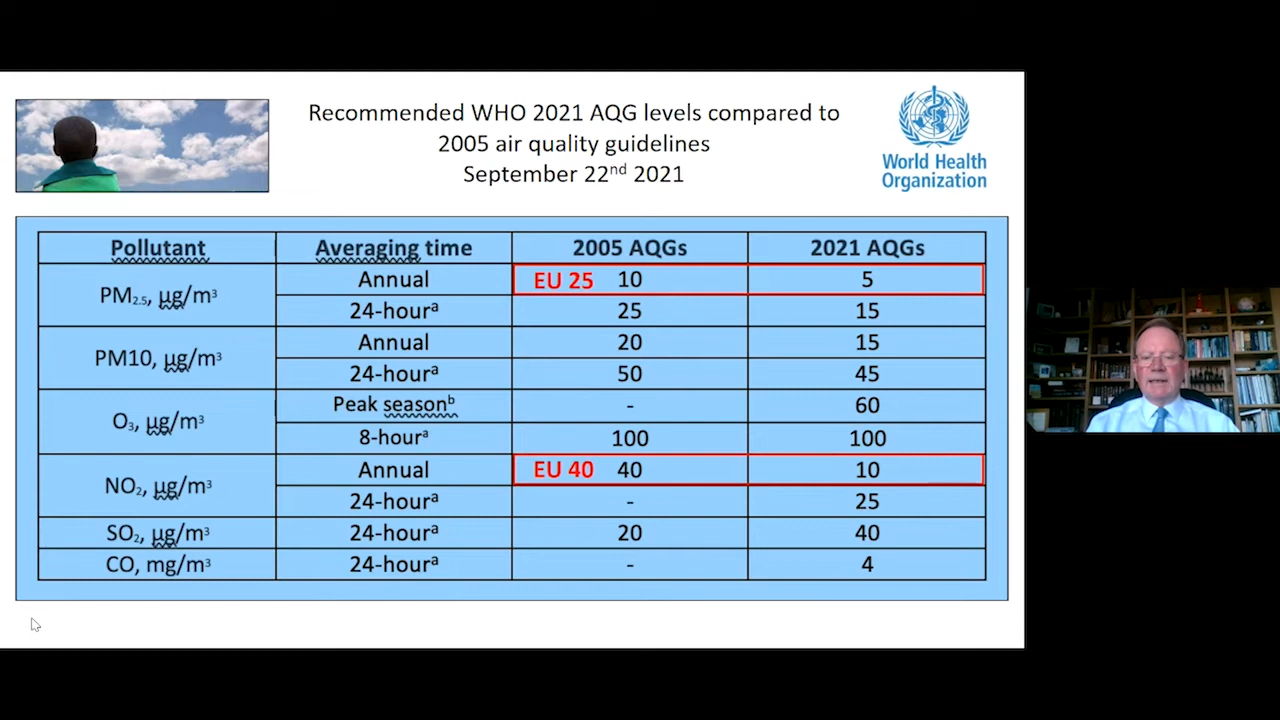 Recommended WHO 2021 AQG levels compared to
2005 air quality guidelines
September 22nd 2021
World Health
Organization
Pollutant Averaging time 2005 AQGs 2021 AQGs
PM2.5, µg/m3 Annual EU 25 10 5
24-houra 25 15
PM10, µg/m3 Annual 20 15
24-houra 50 45
O3, µg/m3 Peak seasonb - 60
8-houra 100 100
NO2, µg/m3 Annual EU 40 40 10
24-houra - 25
SO2, µg/m3 24-houra 20 40
CO, mg/m3 24-houra - 4